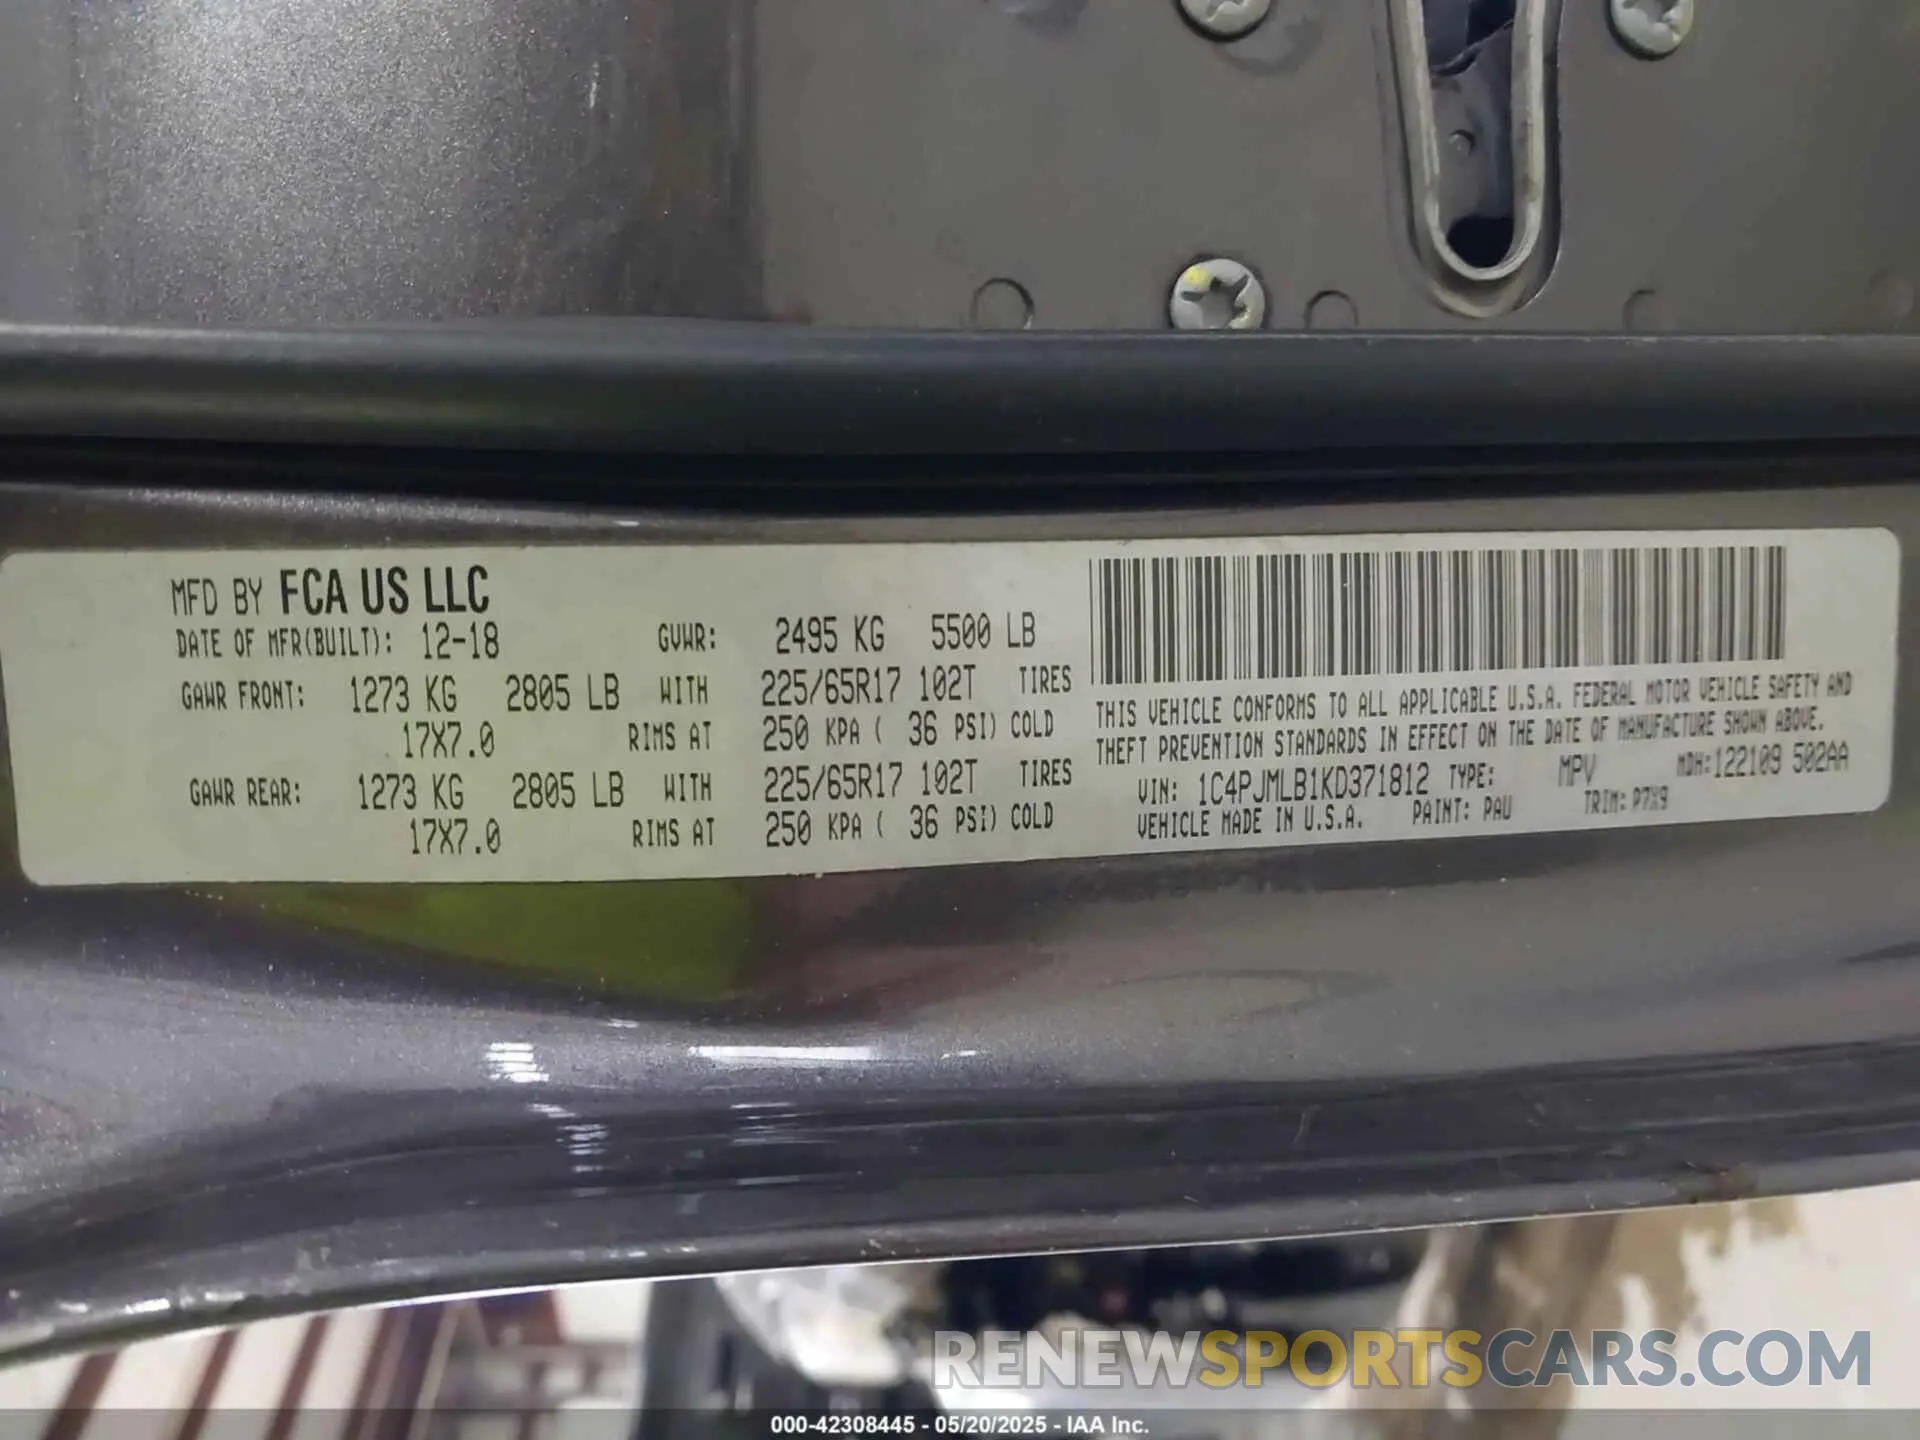 MFD BY FCA US LLC
DATE OF MFR(BUILT): 12-18 GVWR: 2495 KG 5500 LB
GAWR FRONT: 1273 KG 2805 LB WITH 225/65R17 102T TIRES
17X7.0 RIMS AT 250 KPA ( 36 PSI) COLD
GAWR REAR: 1273 KG 2805 LB WITH 225/65R17 102T TIRES
17X7.0 RIMS AT 250 KPA ( 36 PSI) COLD
THIS VEHICLE CONFORMS TO ALL APPLICABLE U.S.A. FEDERAL MOTOR VEHICLE SAFETY AND
THEFT PREVENTION STANDARDS IN EFFECT ON THE DATE OF MANUFACTURE SHOWN ABOVE.
VIN: 1C4PJMLB1KD371812 TYPE: MPV MDH:122109 502AA
VEHICLE MADE IN U.S.A. PAINT: PAU TRIM: P7X9
RENEWSPORTSCARS.COM
000-42308445 - 05/20/2025 - IAA Inc.